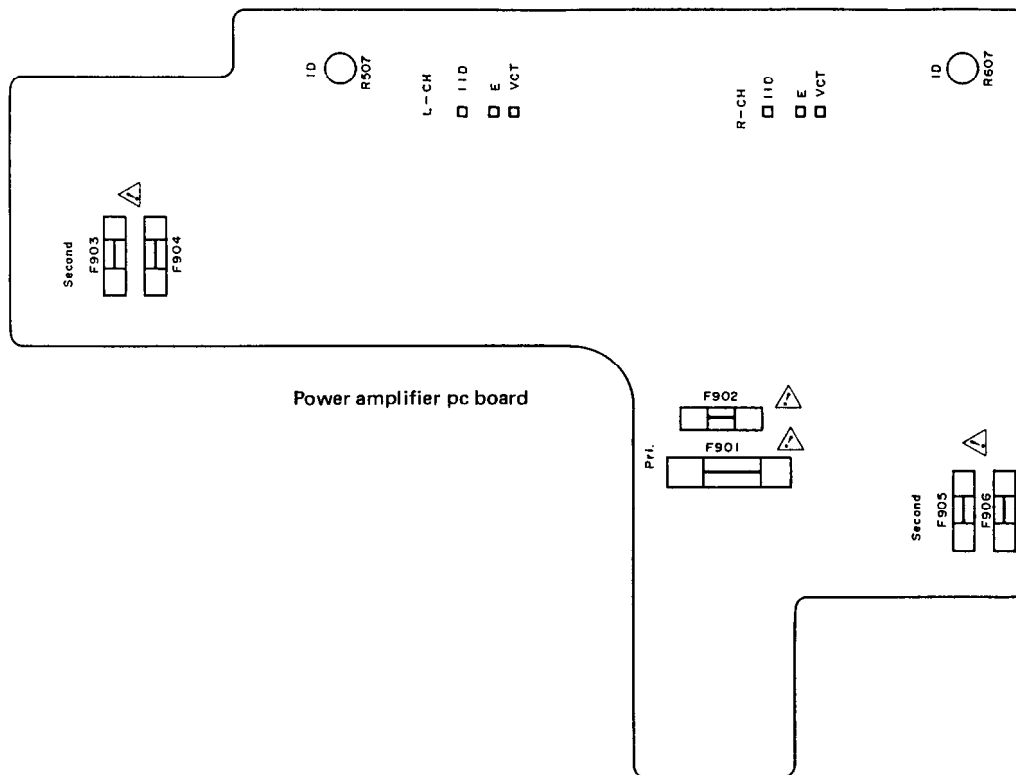 ID
R507
L-CH
IID
E
VCT
R-CH
IID
E
VCT
ID
R607
Second
F903
F904
Power amplifier pc board
F902
F901
Pri.
Second
F905
F906